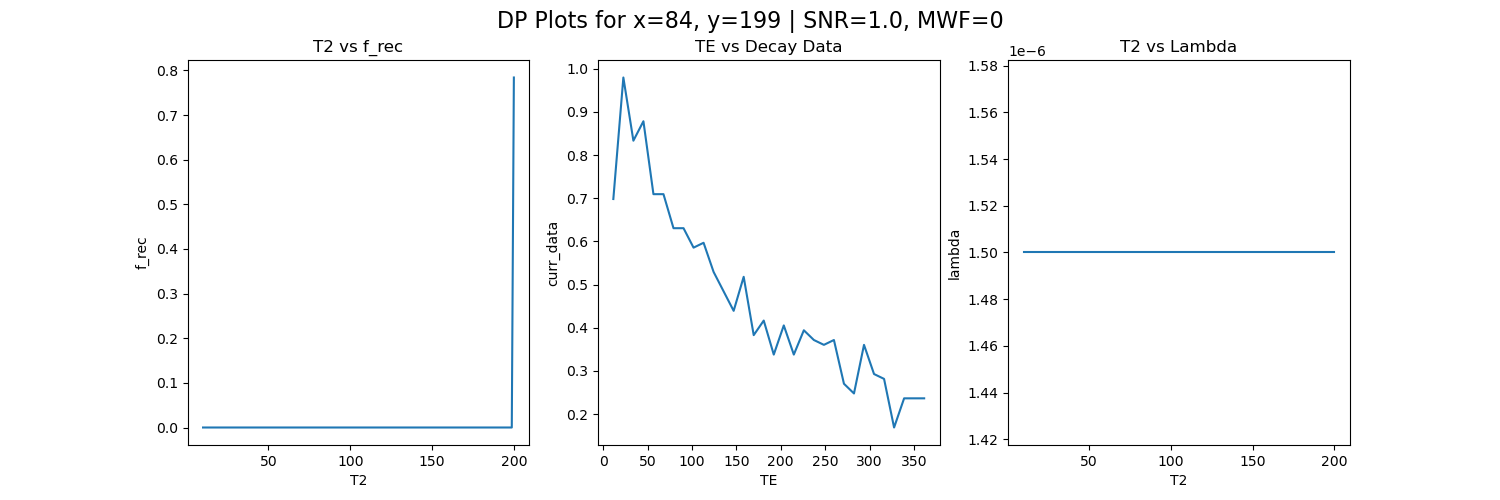 DP Plots for x=84, y=199 | SNR=1.0, MWF=0
T2 vs f_rec
0.8
0.7
0.6
0.5
0.4
0.3
0.2
0.1
0.0
f_rec
50 100 150 200
T2
TE vs Decay Data
1.0
0.9
0.8
0.7
0.6
0.5
0.4
0.3
0.2
curr_data
0 50 100 150 200 250 300 350
TE
T2 vs Lambda
1e−6
1.58
1.56
1.54
1.52
1.50
1.48
1.46
1.44
1.42
lambda
50 100 150 200
T2